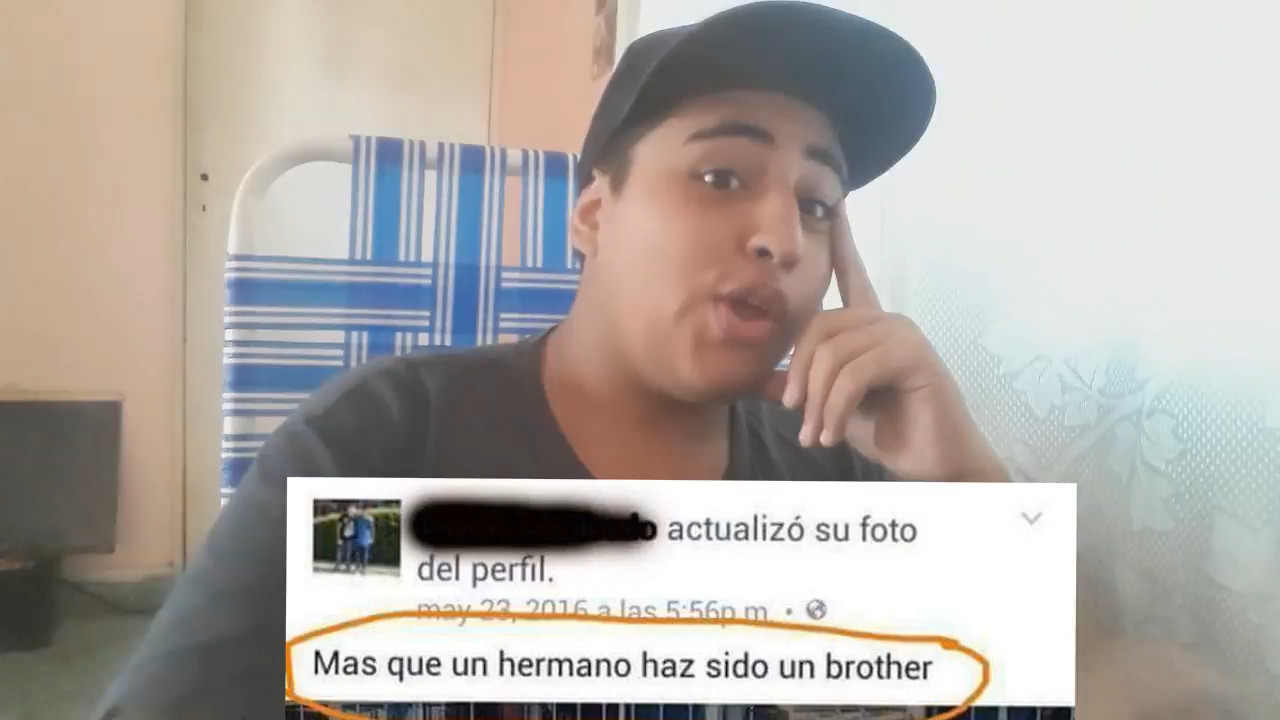 actualizó su foto
del perfil.
may 23, 2016 a las 5:56p.m. •
Mas que un hermano haz sido un brother